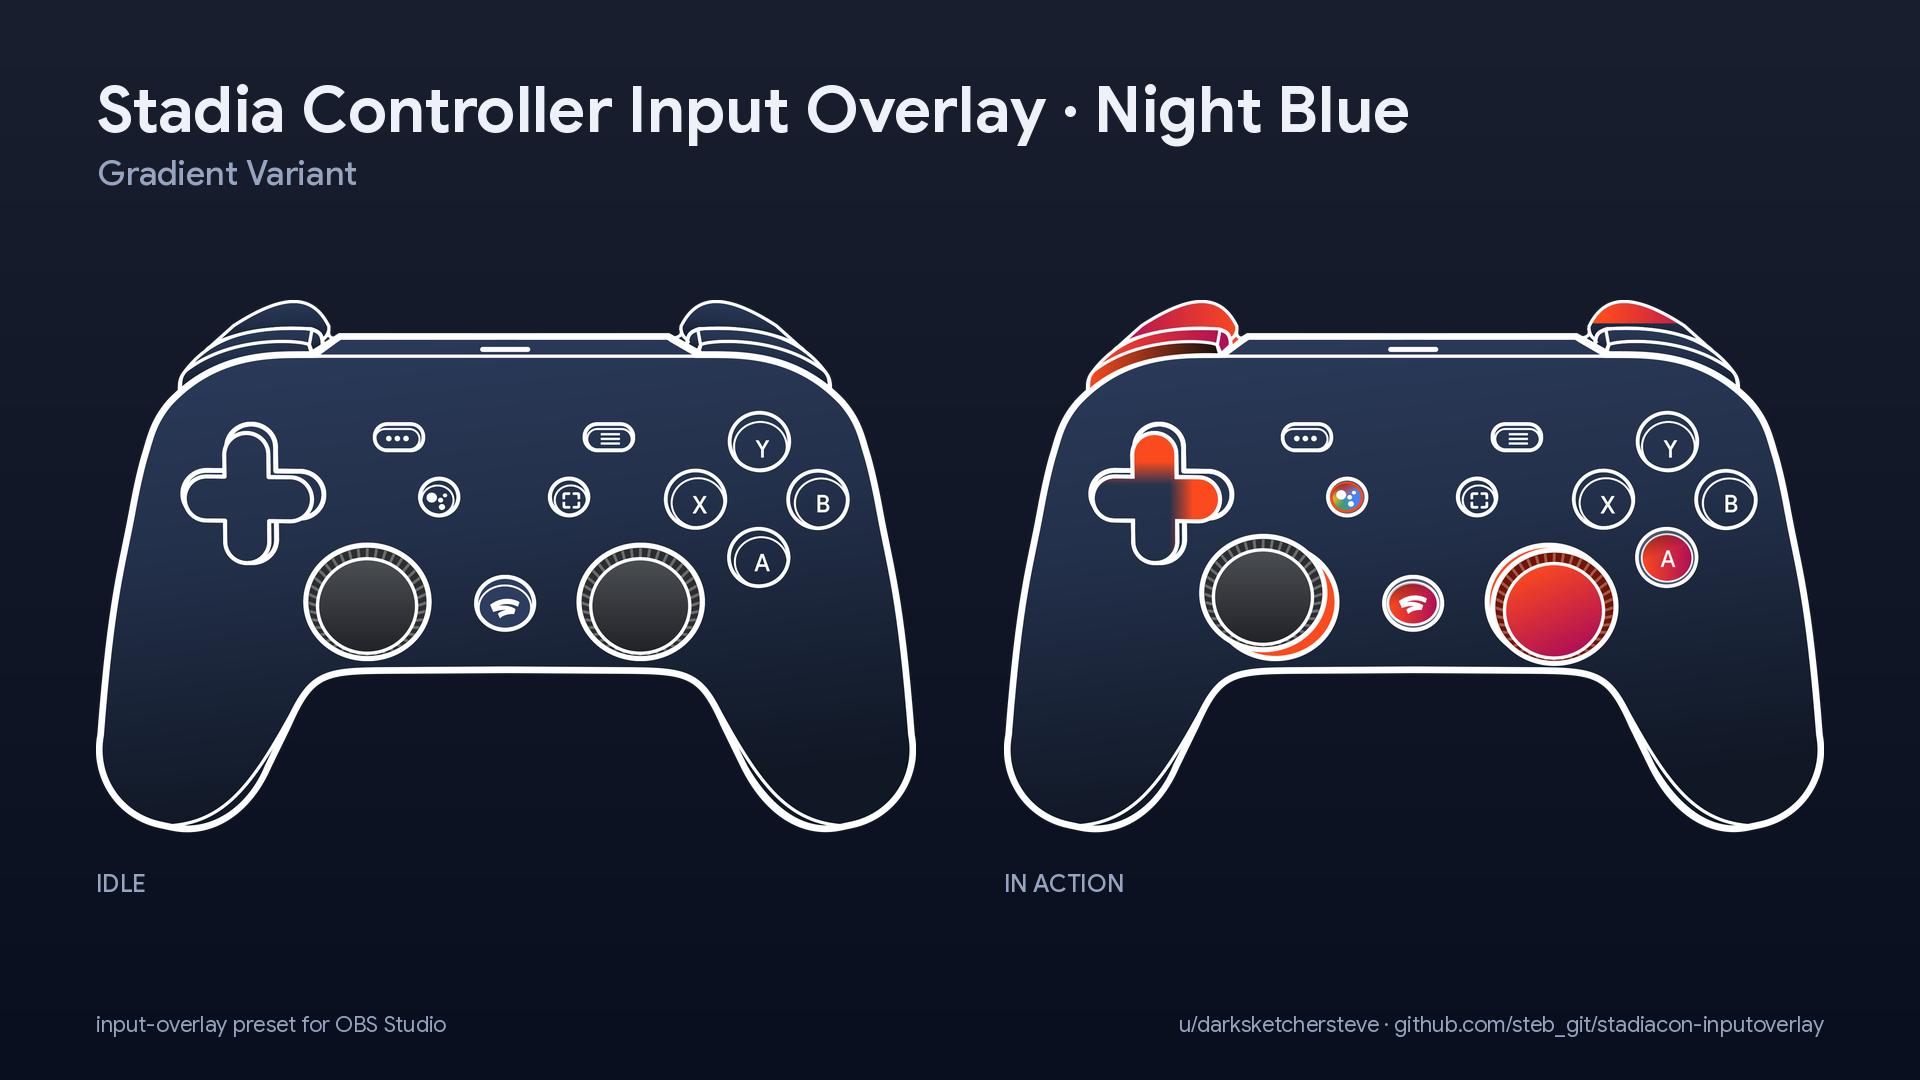 Stadia Controller Input Overlay · Night Blue
Gradient Variant
Y
X
B
A
Y
X
B
A
IDLE
IN ACTION
input-overlay preset for OBS Studio
u/darksketchersteve · github.com/steb_git/stadiacon-inputoverlay